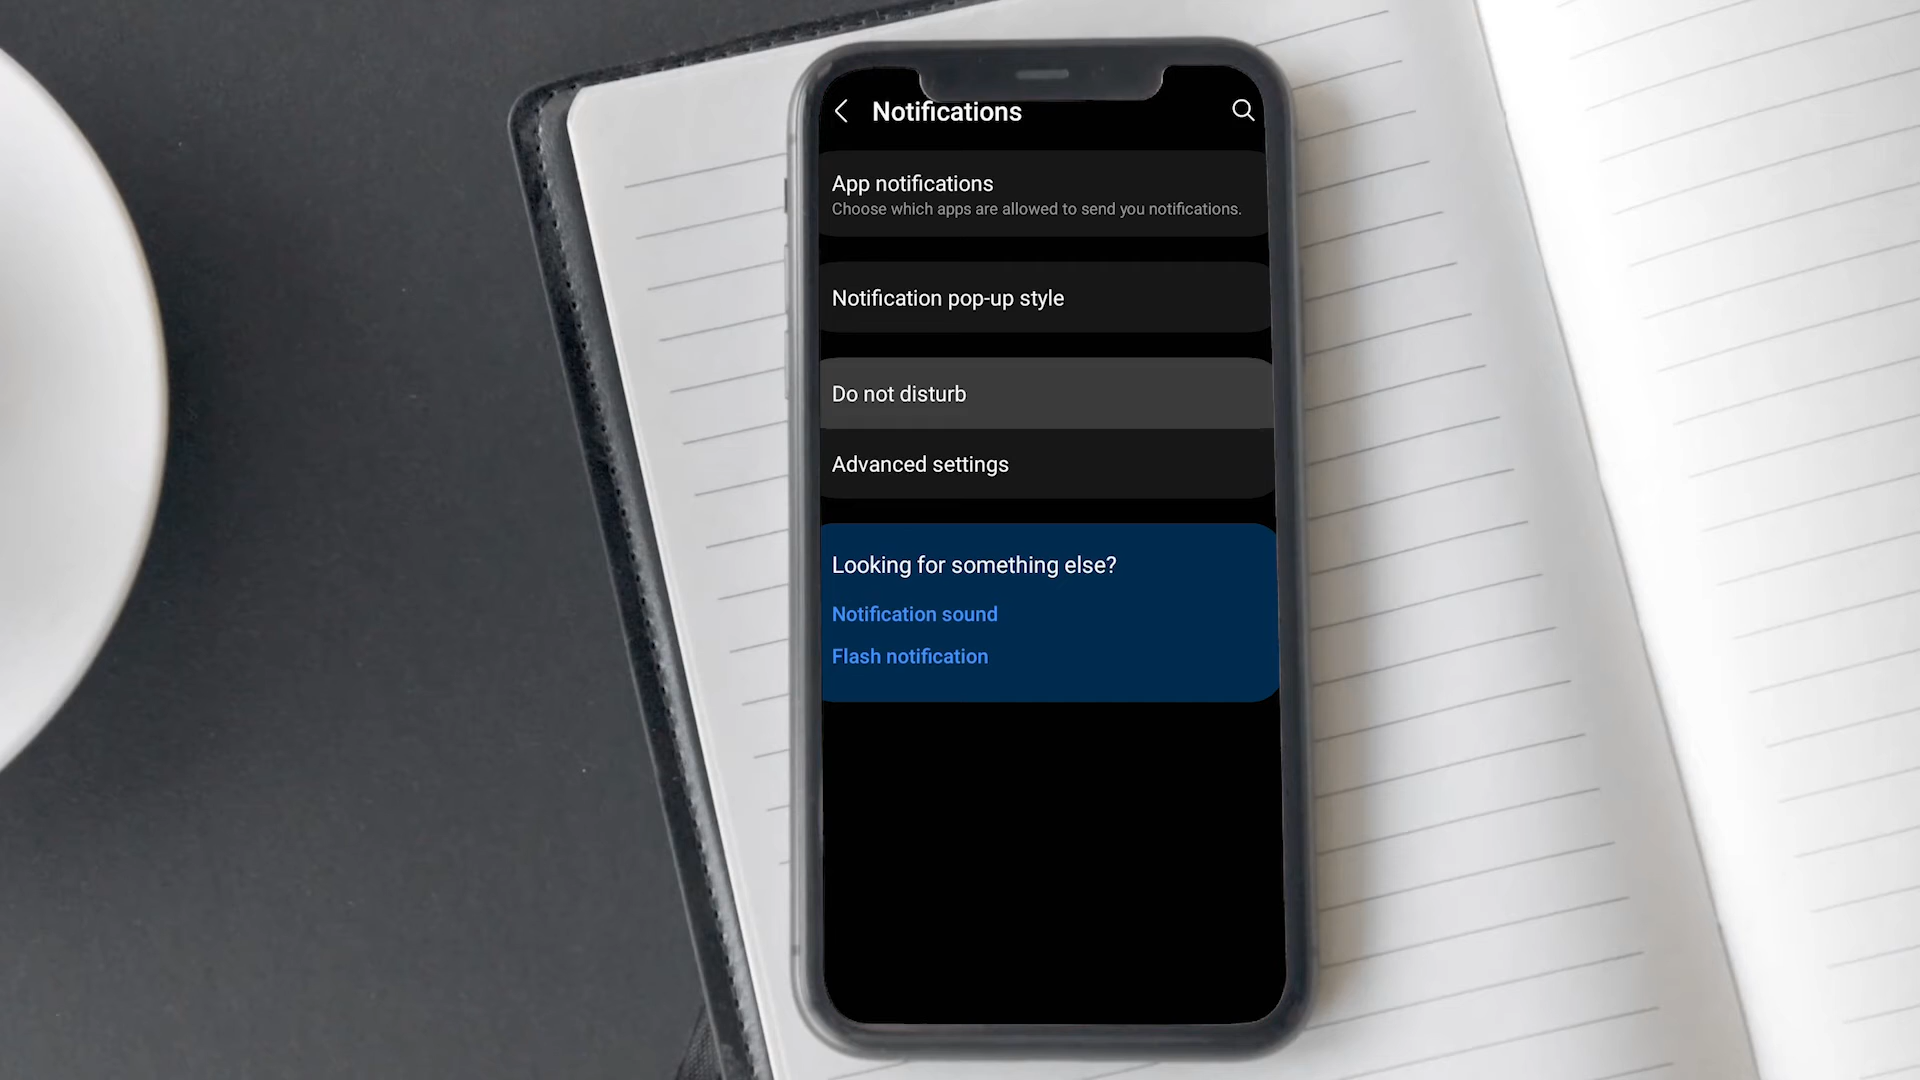 Notifications
App notifications
Choose which apps are allowed to send you notifications.
Notification pop-up style
Do not disturb
Advanced settings
Looking for something else?
Notification sound
Flash notification